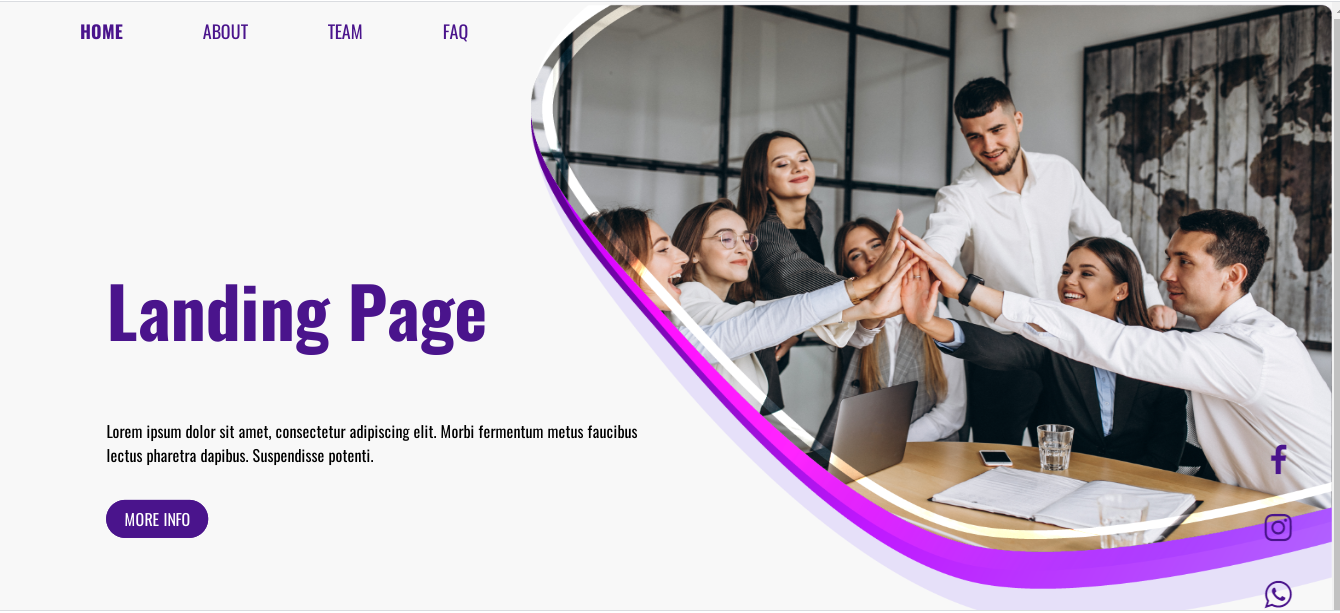 HOME ABOUT TEAM FAQ
Landing Page
Lorem ipsum dolor sit amet, consectetur adipiscing elit. Morbi fermentum metus faucibus
lectus pharetra dapibus. Suspendisse potenti.
MORE INFO